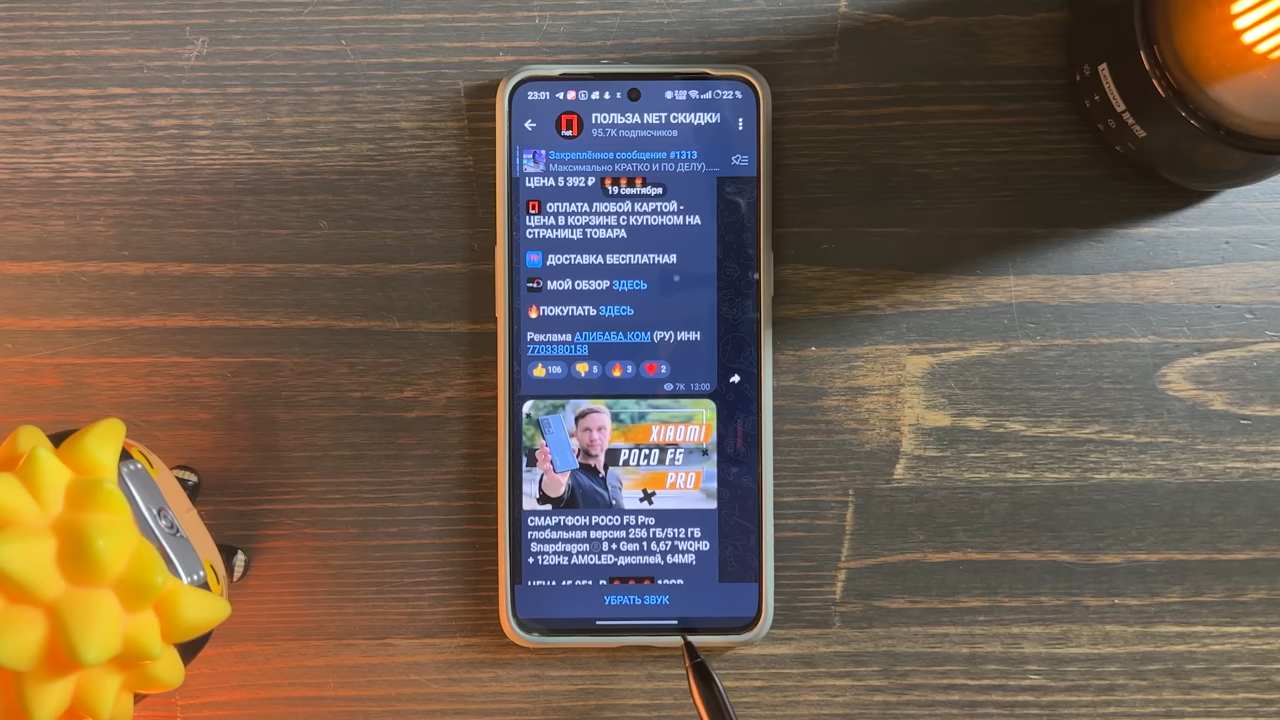 23:01
22 %
ПОЛЬЗА NET СКИДКИ
95.7K подписчиков
net
Закреплённое сообщение #1313
Максимально КРАТКО И ПО ДЕЛУ)......
ЦЕНА 5 392 ₽
19 сентября
ОПЛАТА ЛЮБОЙ КАРТОЙ -
ЦЕНА В КОРЗИНЕ С КУПОНОМ НА
СТРАНИЦЕ ТОВАРА
ДОСТАВКА БЕСПЛАТНАЯ
МОЙ ОБЗОР ЗДЕСЬ
🔥ПОКУПАТЬ ЗДЕСЬ
Реклама АЛИБАБА.КОМ (РУ) ИНН
7703380158
👍 106 👎 5 🔥 3 ❤ 2
7K 13:00
XIAOMI
POCO F5
PRO
СМАРТФОН POCO F5 Pro
глобальная версия 256 ГБ/512 ГБ
Snapdragon®8 + Gen 1 6,67 "WQHD
+ 120Hz AMOLED-дисплей, 64MP,
УБРАТЬ ЗВУК
Lenovo